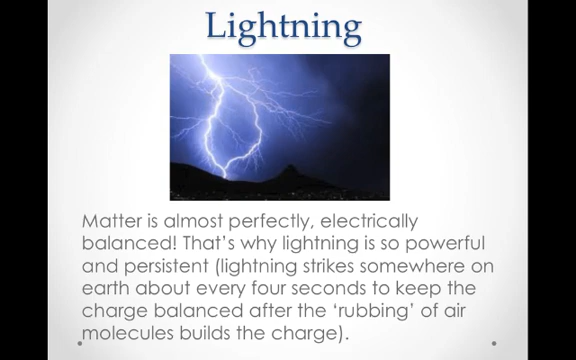 Lightning
Matter is almost perfectly, electrically
balanced! That's why lightning is so powerful
and persistent (lightning strikes somewhere on
earth about every four seconds to keep the
charge balanced after the 'rubbing' of air
molecules builds the charge).